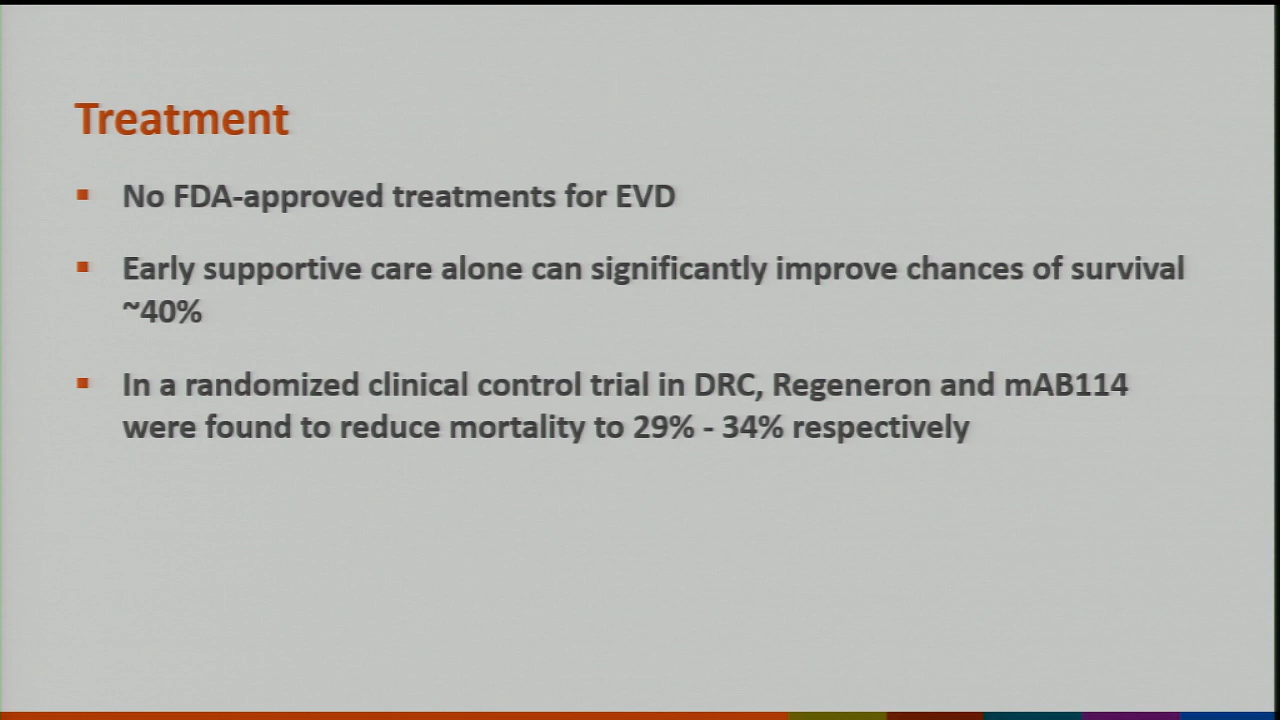 Treatment
No FDA-approved treatments for EVD
Early supportive care alone can significantly improve chances of survival
~40%
In a randomized clinical control trial in DRC, Regeneron and mAB114
were found to reduce mortality to 29% - 34% respectively